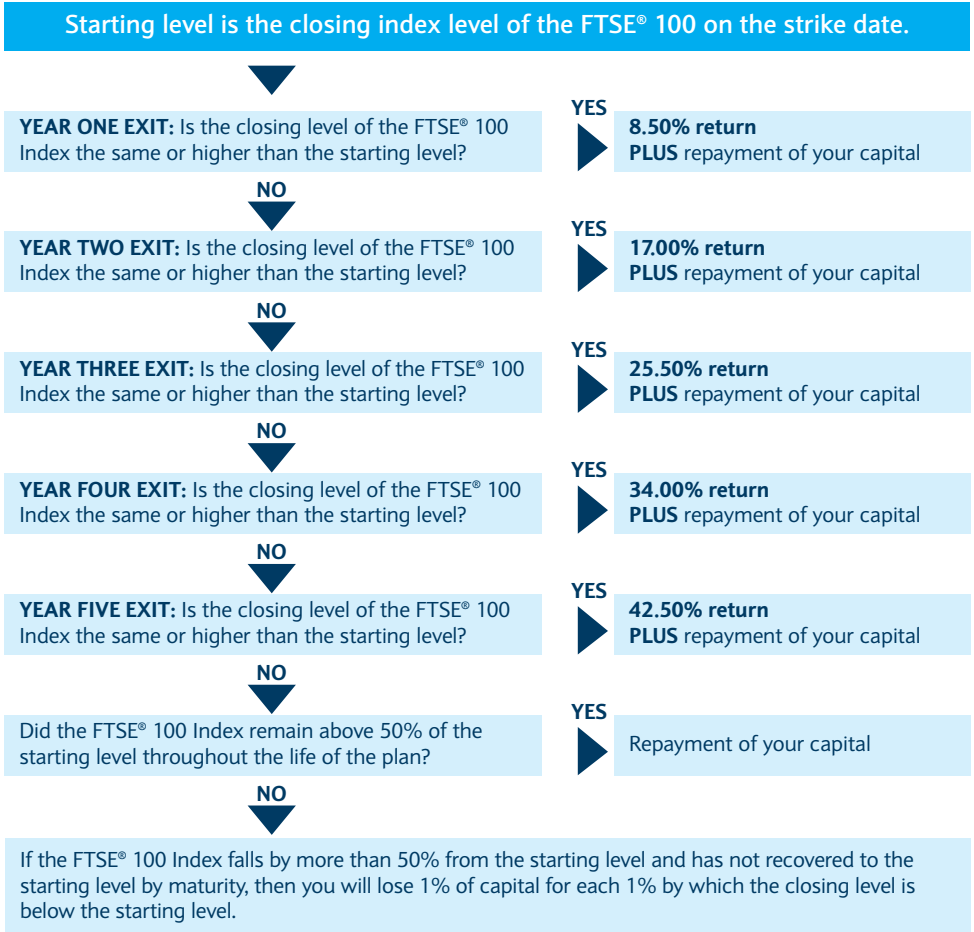 Starting level is the closing index level of the FTSE® 100 on the strike date.
YEAR ONE EXIT: Is the closing level of the FTSE® 100
Index the same or higher than the starting level?
YES
8.50% return
PLUS repayment of your capital
NO
YEAR TWO EXIT: Is the closing level of the FTSE® 100
Index the same or higher than the starting level?
YES
17.00% return
PLUS repayment of your capital
NO
YEAR THREE EXIT: Is the closing level of the FTSE® 100
Index the same or higher than the starting level?
YES
25.50% return
PLUS repayment of your capital
NO
YEAR FOUR EXIT: Is the closing level of the FTSE® 100
Index the same or higher than the starting level?
YES
34.00% return
PLUS repayment of your capital
NO
YEAR FIVE EXIT: Is the closing level of the FTSE® 100
Index the same or higher than the starting level?
YES
42.50% return
PLUS repayment of your capital
NO
Did the FTSE® 100 Index remain above 50% of the
starting level throughout the life of the plan?
YES
Repayment of your capital
NO
If the FTSE® 100 Index falls by more than 50% from the starting level and has not recovered to the
starting level by maturity, then you will lose 1% of capital for each 1% by which the closing level is
below the starting level.